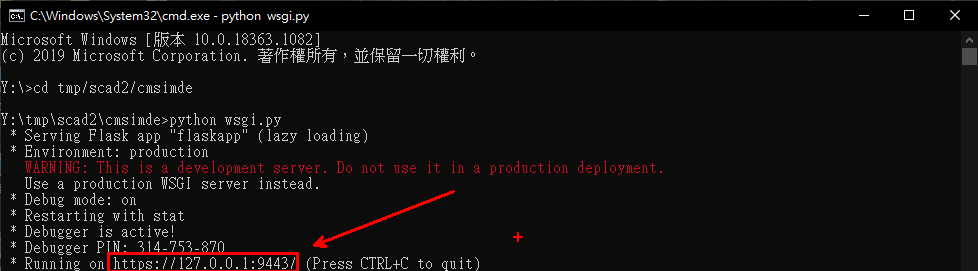 C:\Windows\System32\cmd.exe - python wsgi.py
Microsoft Windows [版本 10.0.18363.1082]
(c) 2019 Microsoft Corporation. 著作權所有，並保留一切權利。
Y:\>cd tmp/scad2/cmsimde
Y:\tmp\scad2\cmsimde>python wsgi.py
* Serving Flask app "flaskapp" (lazy loading)
* Environment: production
WARNING: This is a development server. Do not use it in a production deployment.
Use a production WSGI server instead.
* Debug mode: on
* Restarting with stat
* Debugger is active!
* Debugger PIN: 314-753-870
* Running on https://127.0.0.1:9443/ (Press CTRL+C to quit)